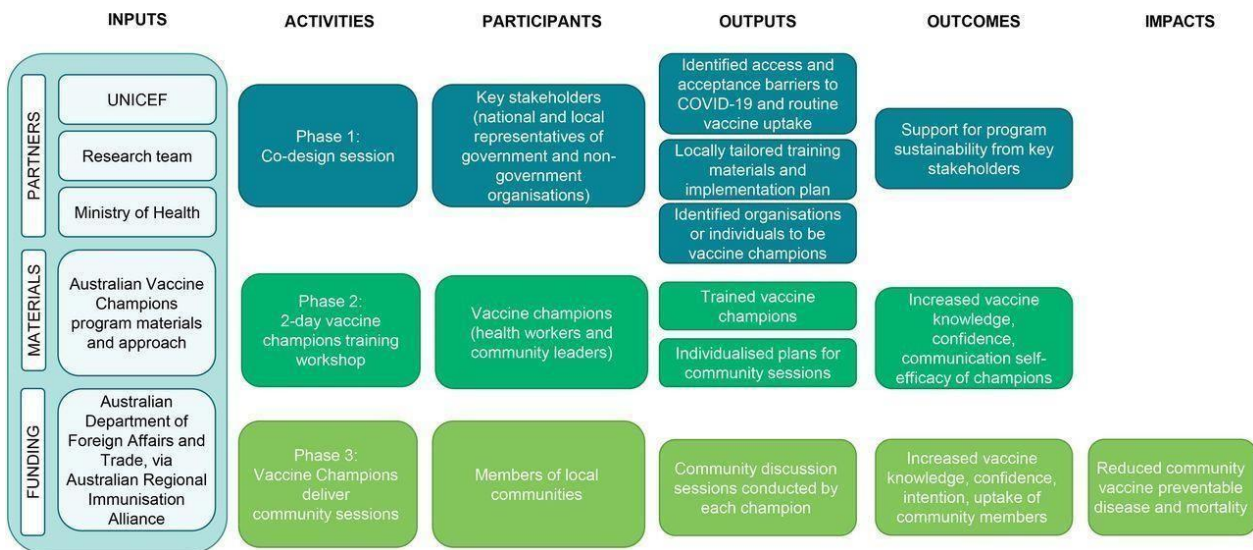 INPUTS
ACTIVITIES
PARTICIPANTS
OUTPUTS
OUTCOMES
IMPACTS
PARTNERS
UNICEF
Research team
Ministry of Health
Phase 1:
Co-design session
Key stakeholders
(national and local
representatives of
government and non-
government
organisations)
Identified access and
acceptance barriers to
COVID-19 and routine
vaccine uptake
Locally tailored training
materials and
implementation plan
Identified organisations
or individuals to be
vaccine champions
Support for program
sustainability from key
stakeholders
MATERIALS
Australian Vaccine
Champions
program materials
and approach
Phase 2:
2-day vaccine
champions training
workshop
Vaccine champions
(health workers and
community leaders)
Trained vaccine
champions
Individualised plans for
community sessions
Increased vaccine
knowledge,
confidence,
communication self-
efficacy of champions
FUNDING
Australian
Department of
Foreign Affairs and
Trade, via
Australian Regional
Immunisation
Alliance
Phase 3:
Vaccine Champions
deliver
community sessions
Members of local
communities
Community discussion
sessions conducted by
each champion
Increased vaccine
knowledge, confidence,
intention, uptake of
community members
Reduced community
vaccine preventable
disease and mortality